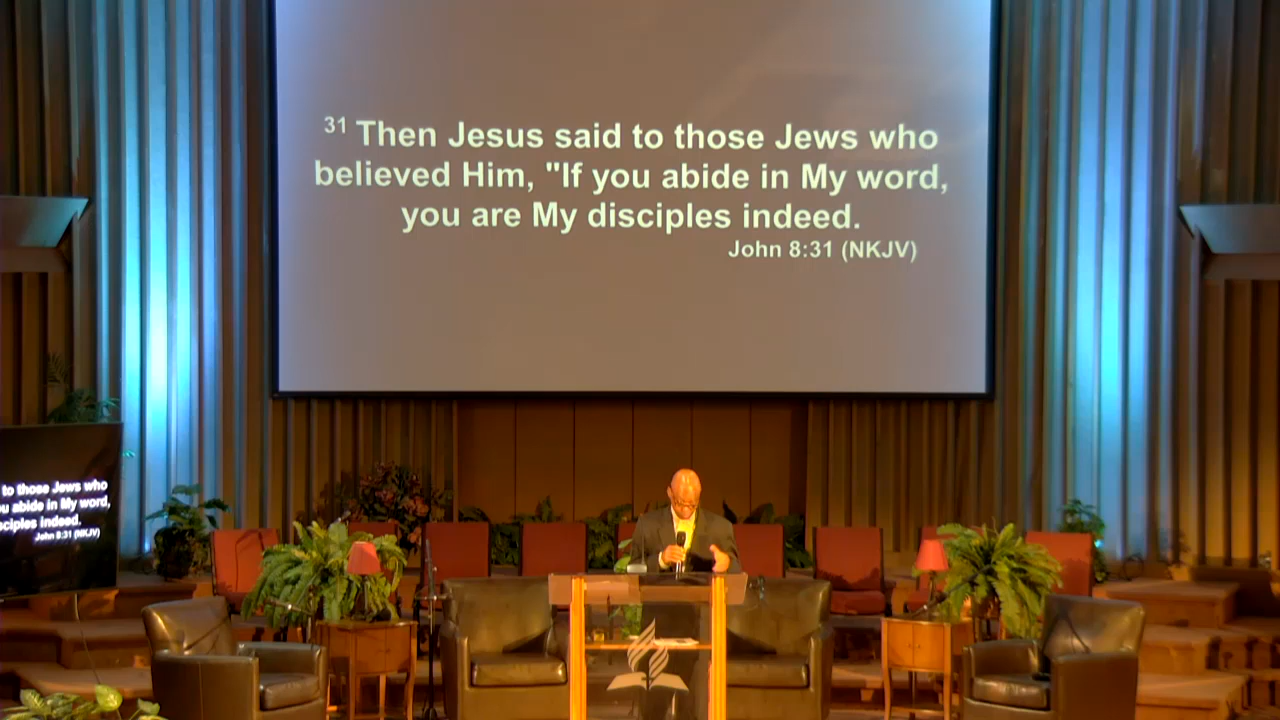 31 Then Jesus said to those Jews who
believed Him, "If you abide in My word,
you are My disciples indeed.
John 8:31 (NKJV)
to those Jews who
u abide in My word,
sciples indeed.
John 8:31 (NKJV)